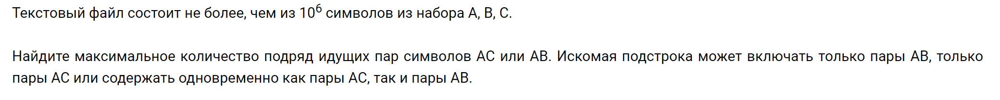 Текстовый файл состоит не более, чем из 10⁶ символов из набора A, B, C.
Найдите максимальное количество подряд идущих пар символов AC или AB. Искомая подстрока может включать только пары AB, только
пары AC или содержать одновременно как пары AC, так и пары AB.